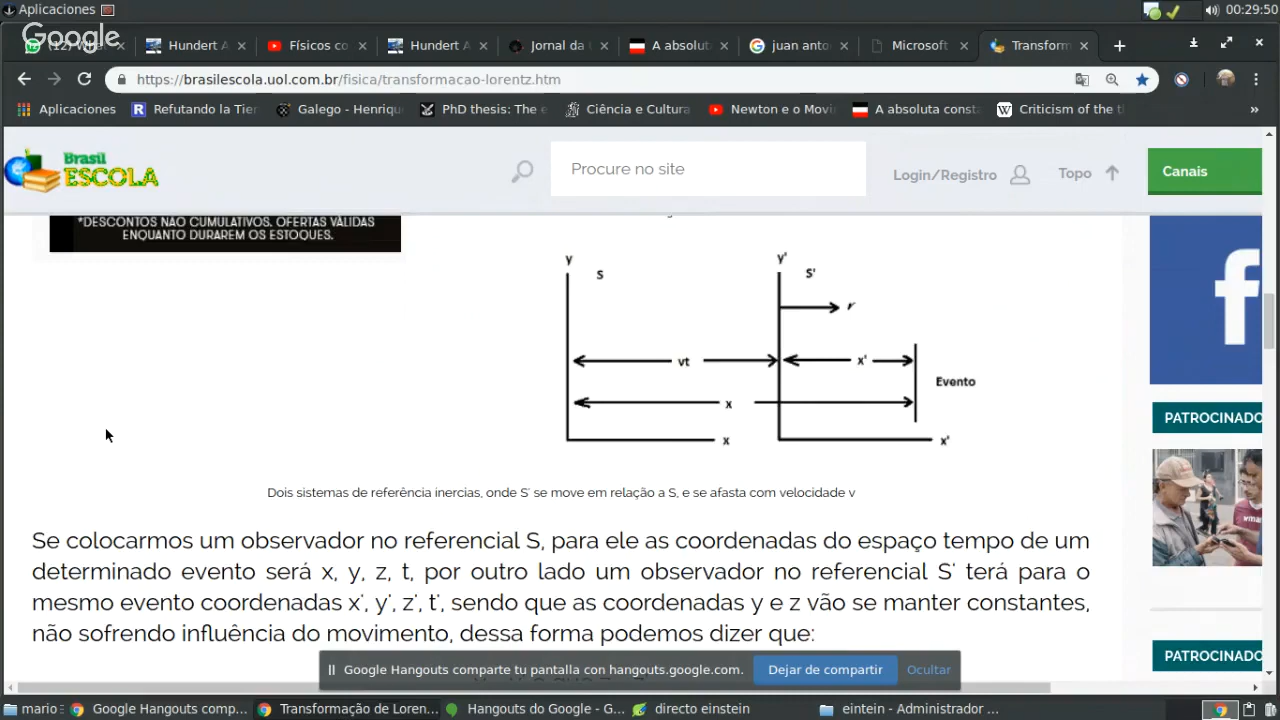 Aplicaciones
00:29:50
Google
Hundert A
Físicos co
Hundert A
Jornal da
A absolut
juan anto
Microsoft
Transform
https://brasilescola.uol.com.br/fisica/transformacao-lorentz.htm
Aplicaciones
Refutando la Tier
Galego - Henriqu
PhD thesis: The e
Ciência e Cultura
Newton e o Movi
A absoluta consta
Criticism of the t
»
Brasil
ESCOLA
Procure no site
Login/Registro
Topo
Canais
*DESCONTOS NÃO CUMULATIVOS. OFERTAS VÁLIDAS
ENQUANTO DURAREM OS ESTOQUES.
y
S
y'
S'
vt
x'
Evento
x
x
x'
Dois sistemas de referência inercias, onde S' se move em relação a S, e se afasta com velocidade v
Se colocarmos um observador no referencial S, para ele as coordenadas do espaço tempo de um
determinado evento será x, y, z, t, por outro lado um observador no referencial S' terá para o
mesmo evento coordenadas x', y', z', t', sendo que as coordenadas y e z vão se manter constantes,
não sofrendo influência do movimento, dessa forma podemos dizer que:
PATROCINADO
PATROCINADO
Google Hangouts comparte tu pantalla con hangouts.google.com.
Dejar de compartir
Ocultar
mario
Google Hangouts comp...
Transformação de Loren...
Hangouts do Google - G...
directo einstein
eintein - Administrador ...